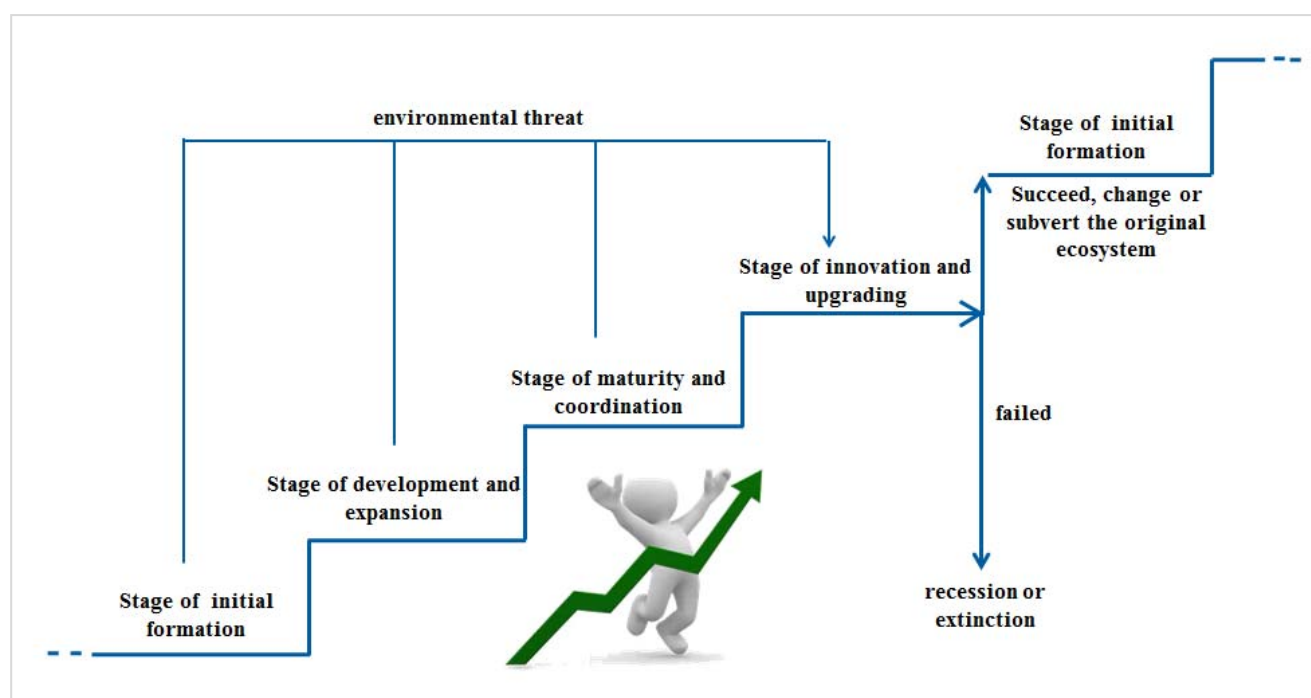 environmental threat
Stage of initial
formation
Succeed, change or
subvert the original
ecosystem
Stage of innovation and
upgrading
Stage of maturity and
coordination
failed
Stage of development and
expansion
Stage of initial
formation
recession or
extinction